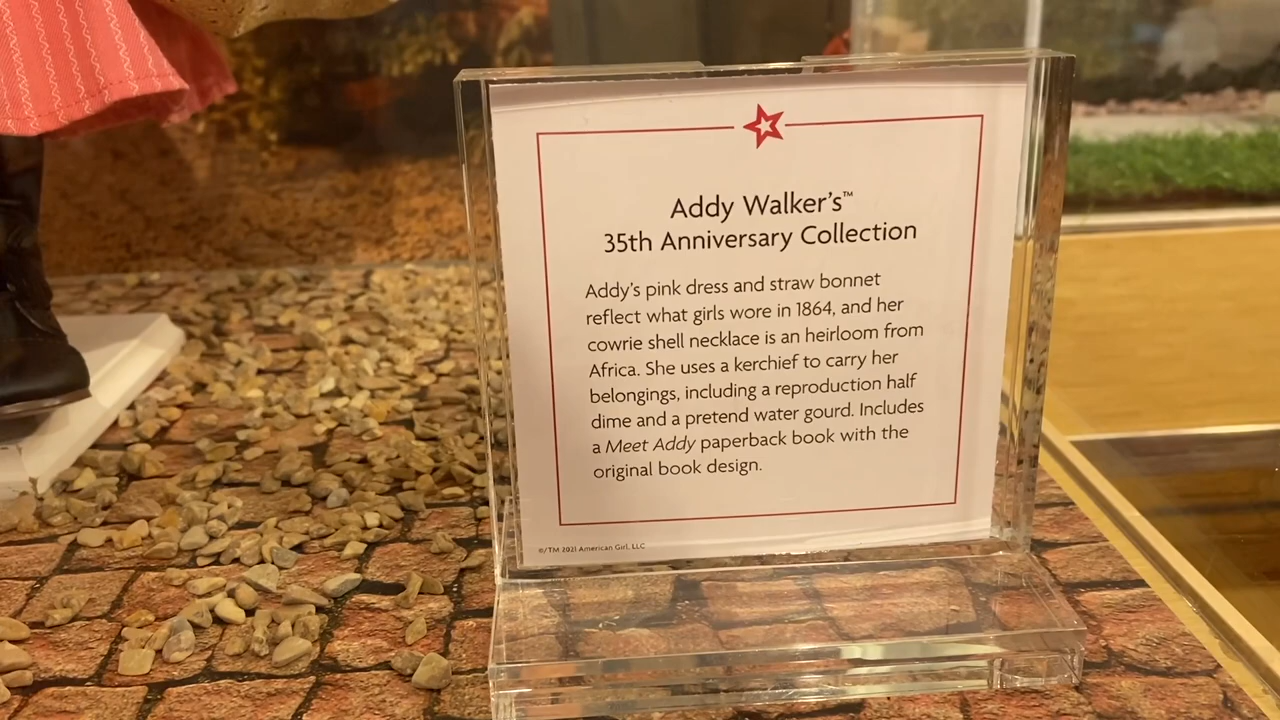 Addy Walker's™
35th Anniversary Collection
Addy's pink dress and straw bonnet
reflect what girls wore in 1864, and her
cowrie shell necklace is an heirloom from
Africa. She uses a kerchief to carry her
belongings, including a reproduction half
dime and a pretend water gourd. Includes
a Meet Addy paperback book with the
original book design.
©/TM 2021 American Girl, LLC